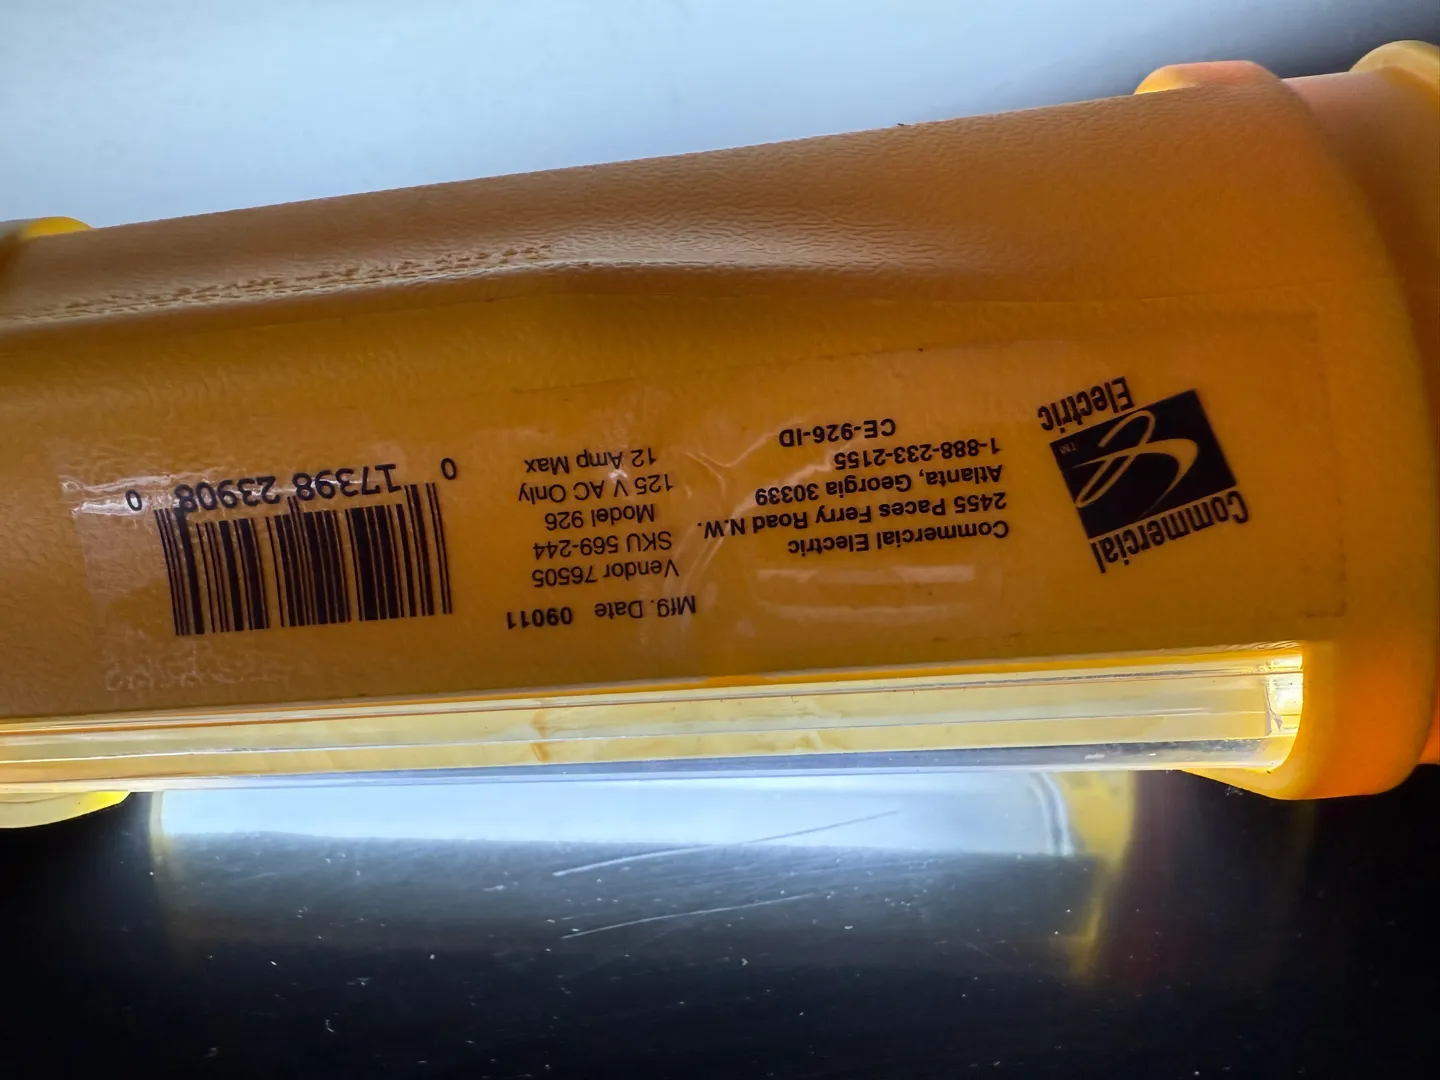 Commercial
Electric
TM
Commercial Electric
2455 Paces Ferry Road N.W.
Atlanta, Georgia 30339
1-888-233-2155
CE-926-ID
Mfg. Date 09011
Vendor 76505
SKU 569-244
Model 926
125 V AC Only
12 Amp Max
0 17398 23908 0